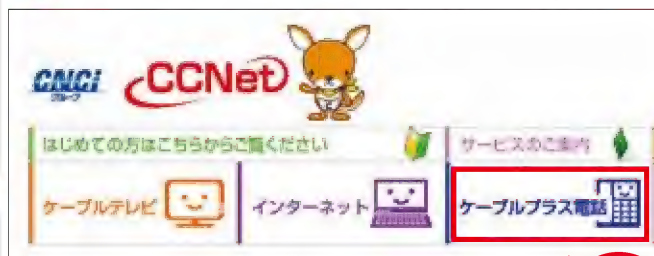 CNCi CCNet
グループ
はじめての方はこちらからご覧ください サービスのご案内
ケーブルテレビ インターネット ケーブルプラス電話